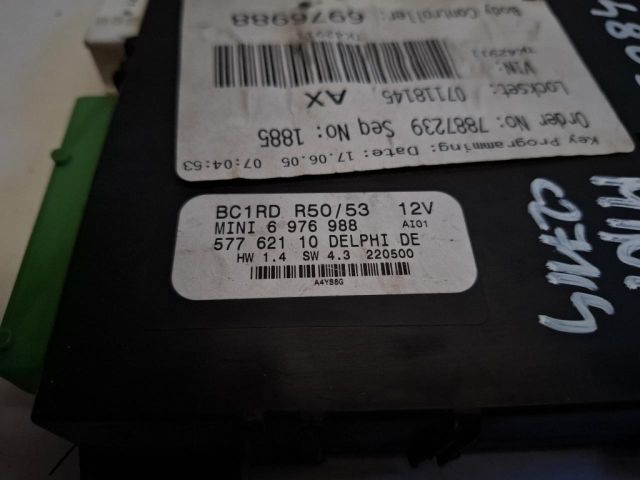 Key Programming: Date: 17.06.05 07:04:53
Order No: 7887239 Seq No: 1885
Lockset: 07118145, AX
VIN: TK42911
TK42911
Body Controller: 6976988
BC1RD R50/53 12V
MINI 6 976 988 AI01
577 621 10 DELPHI DE
HW 1.4 SW 4.3 220500
A4Y88G